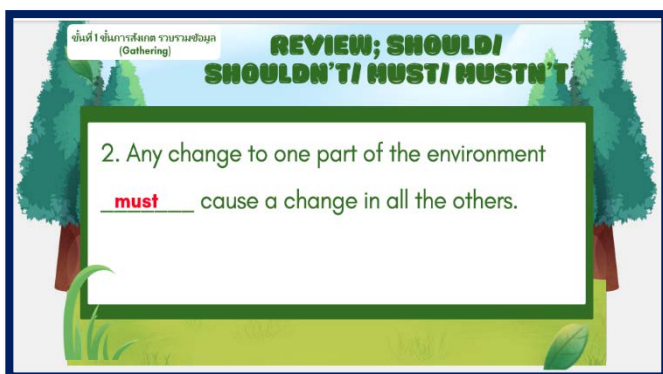 ขั้นที่ 1 ขั้นการสังเกต รวบรวมข้อมูล
(Gathering)
REVIEW; SHOULD/
SHOULDN'T/ MUST/ MUSTN'T
2. Any change to one part of the environment
must cause a change in all the others.